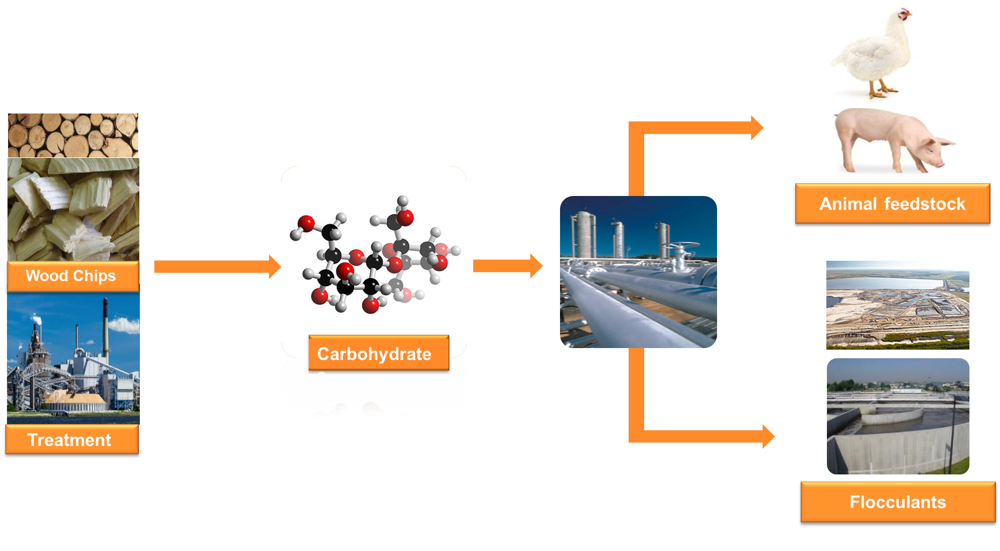 Wood Chips
Treatment
Carbohydrate
Animal feedstock
Flocculants